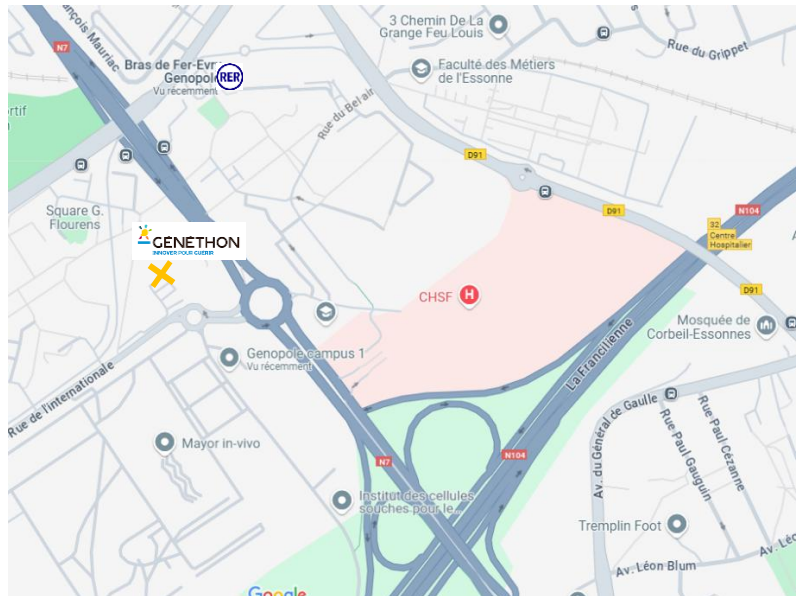 3 Chemin De La
Grange Feu Louis
Rue du Grippet
N7
François Mauriac
Bras de Fer-Evry
Genopole
Vu récemment
RER
Faculté des Métiers
de l'Essonne
Rue du Bel air
D91
Square G.
Flourens
GENETHON
INNOVER POUR GUÉRIR
D91
N104
32
Centre
Hospitalier
D91
CHSF
H
Mosquée de
Corbeil-Essonnes
La Francilienne
Genopole campus 1
Vu récemment
Rue de l'internationale
Mayor in-vivo
N7
N104
Av. du Général de Gaulle
Rue Paul Gauguin
Rue Paul Cézanne
Institut des cellules
souches pour le...
Tremplin Foot
Av. Léon Blum
Av. Léo
Google